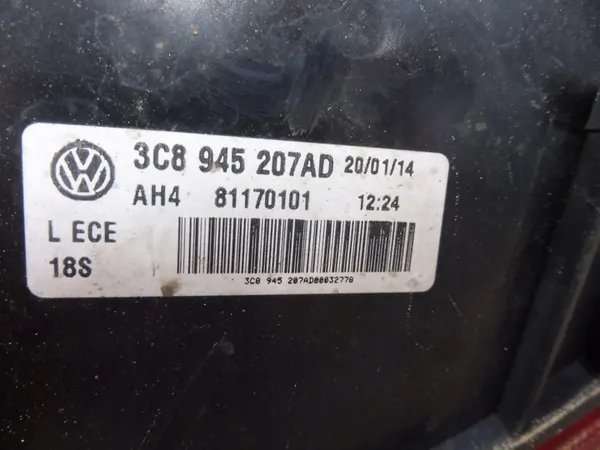 3C8 945 207AD 20/01/14
AH4 81170101 12:24
L ECE
18S
3C8 945 207AD00032778